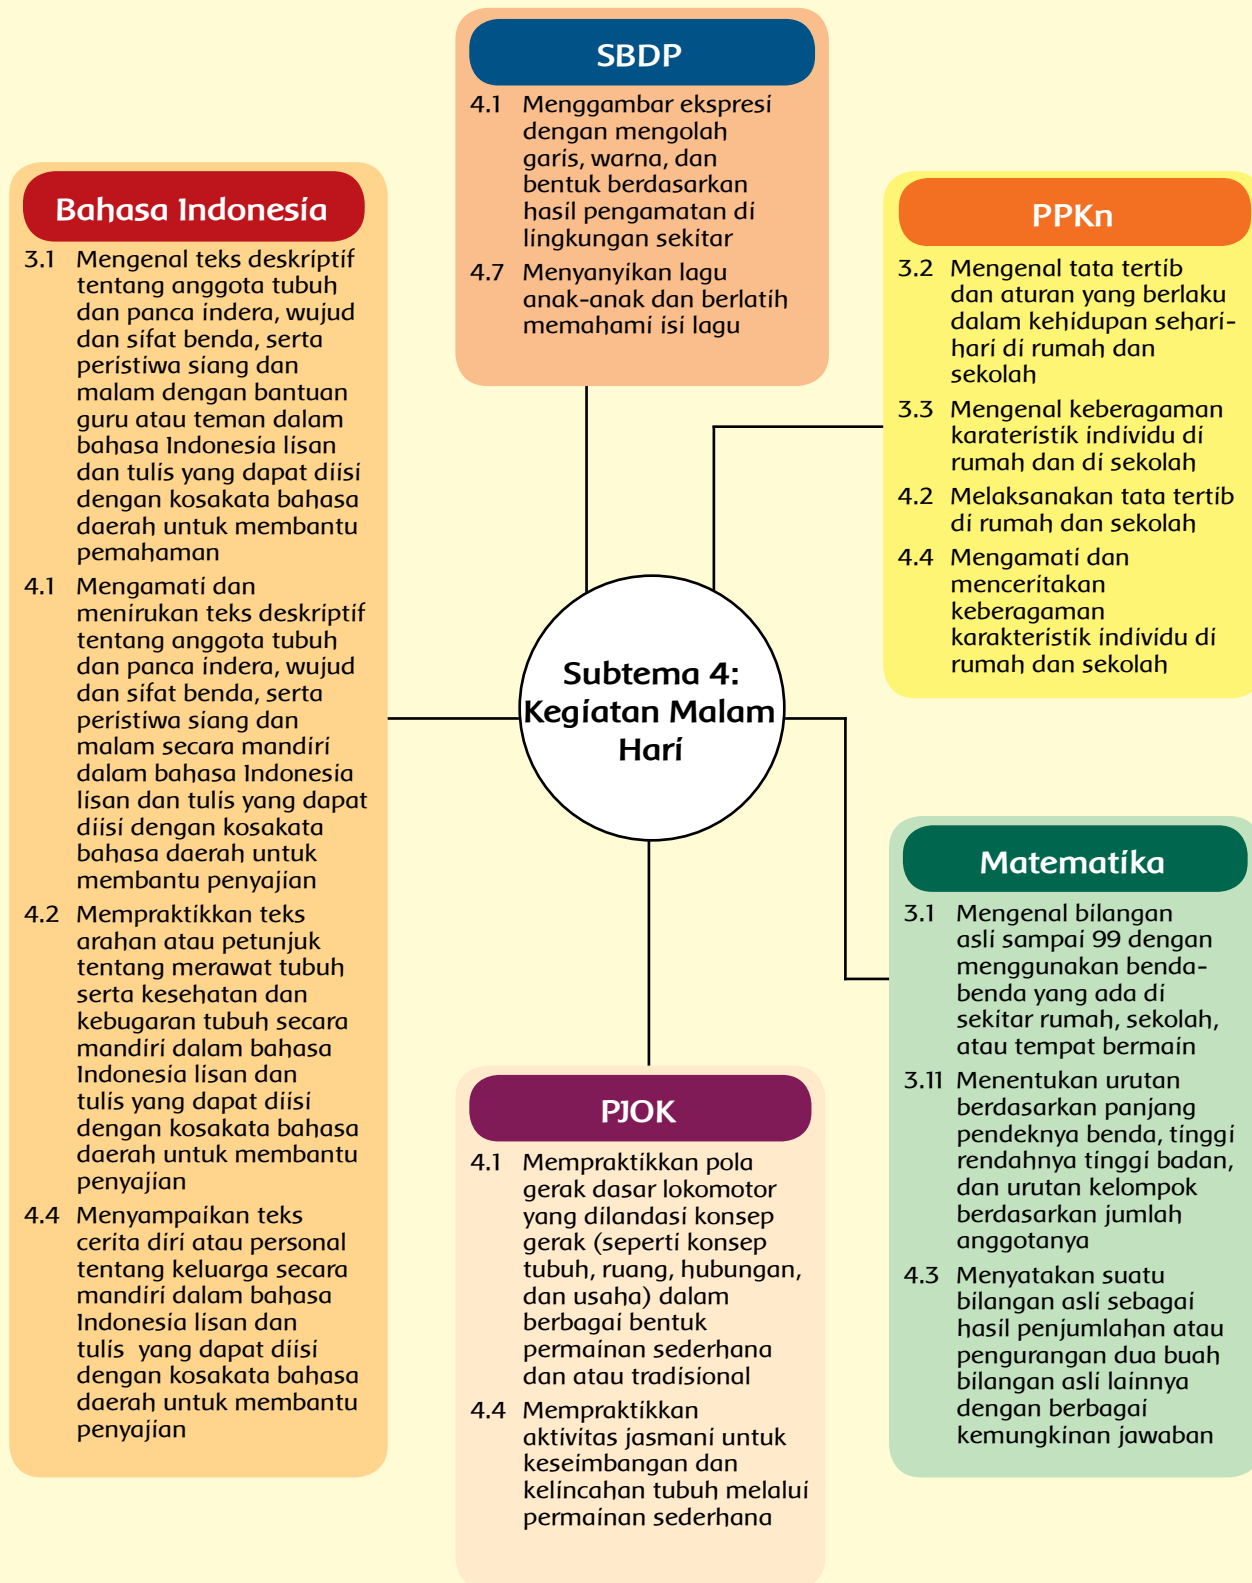 SBDP
4.1 Menggambar ekspresi
dengan mengolah
garis, warna, dan
bentuk berdasarkan
hasil pengamatan di
lingkungan sekitar
4.7 Menyanyikan lagu
anak-anak dan berlatih
memahami isi lagu
Bahasa Indonesia
3.1 Mengenal teks deskriptif
tentang anggota tubuh
dan panca indera, wujud
dan sifat benda, serta
peristiwa siang dan
malam dengan bantuan
guru atau teman dalam
bahasa Indonesia lisan
dan tulis yang dapat diisi
dengan kosakata bahasa
daerah untuk membantu
pemahaman
4.1 Mengamati dan
menirukan teks deskriptif
tentang anggota tubuh
dan panca indera, wujud
dan sifat benda, serta
peristiwa siang dan
malam secara mandiri
dalam bahasa Indonesia
lisan dan tulis yang dapat
diisi dengan kosakata
bahasa daerah untuk
membantu penyajian
4.2 Mempraktikkan teks
arahan atau petunjuk
tentang merawat tubuh
serta kesehatan dan
kebugaran tubuh secara
mandiri dalam bahasa
Indonesia lisan dan
tulis yang dapat diisi
dengan kosakata bahasa
daerah untuk membantu
penyajian
4.4 Menyampaikan teks
cerita diri atau personal
tentang keluarga secara
mandiri dalam bahasa
Indonesia lisan dan
tulis yang dapat diisi
dengan kosakata bahasa
daerah untuk membantu
penyajian
PPKn
3.2 Mengenal tata tertib
dan aturan yang berlaku
dalam kehidupan sehari-
hari di rumah dan
sekolah
3.3 Mengenal keberagaman
karateristik individu di
rumah dan di sekolah
4.2 Melaksanakan tata tertib
di rumah dan sekolah
4.4 Mengamati dan
menceritakan
keberagaman
karakteristik individu di
rumah dan sekolah
Subtema 4:
Kegiatan Malam
Hari
Matematika
3.1 Mengenal bilangan
asli sampai 99 dengan
menggunakan benda-
benda yang ada di
sekitar rumah, sekolah,
atau tempat bermain
3.11 Menentukan urutan
berdasarkan panjang
pendeknya benda, tinggi
rendahnya tinggi badan,
dan urutan kelompok
berdasarkan jumlah
anggotanya
4.3 Menyatakan suatu
bilangan asli sebagai
hasil penjumlahan atau
pengurangan dua buah
bilangan asli lainnya
dengan berbagai
kemungkinan jawaban
PJOK
4.1 Mempraktikkan pola
gerak dasar lokomotor
yang dilandasi konsep
gerak (seperti konsep
tubuh, ruang, hubungan,
dan usaha) dalam
berbagai bentuk
permainan sederhana
dan atau tradisional
4.4 Mempraktikkan
aktivitas jasmani untuk
keseimbangan dan
kelincahan tubuh melalui
permainan sederhana